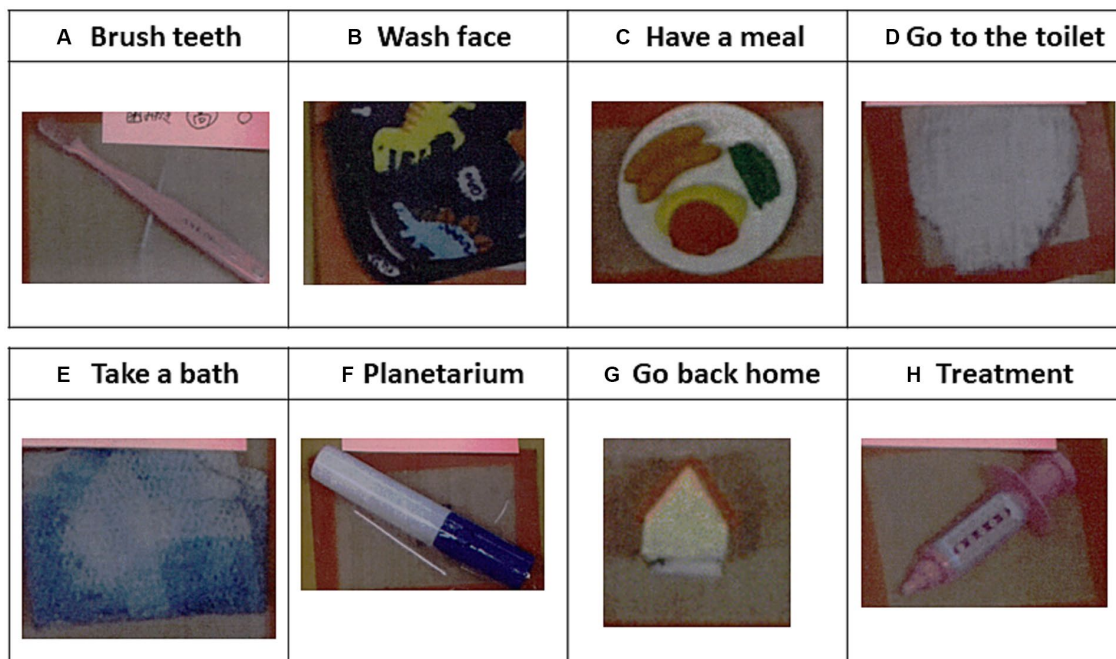 A Brush teeth
B Wash face
C Have a meal
D Go to the toilet
E Take a bath
F Planetarium
G Go back home
H Treatment